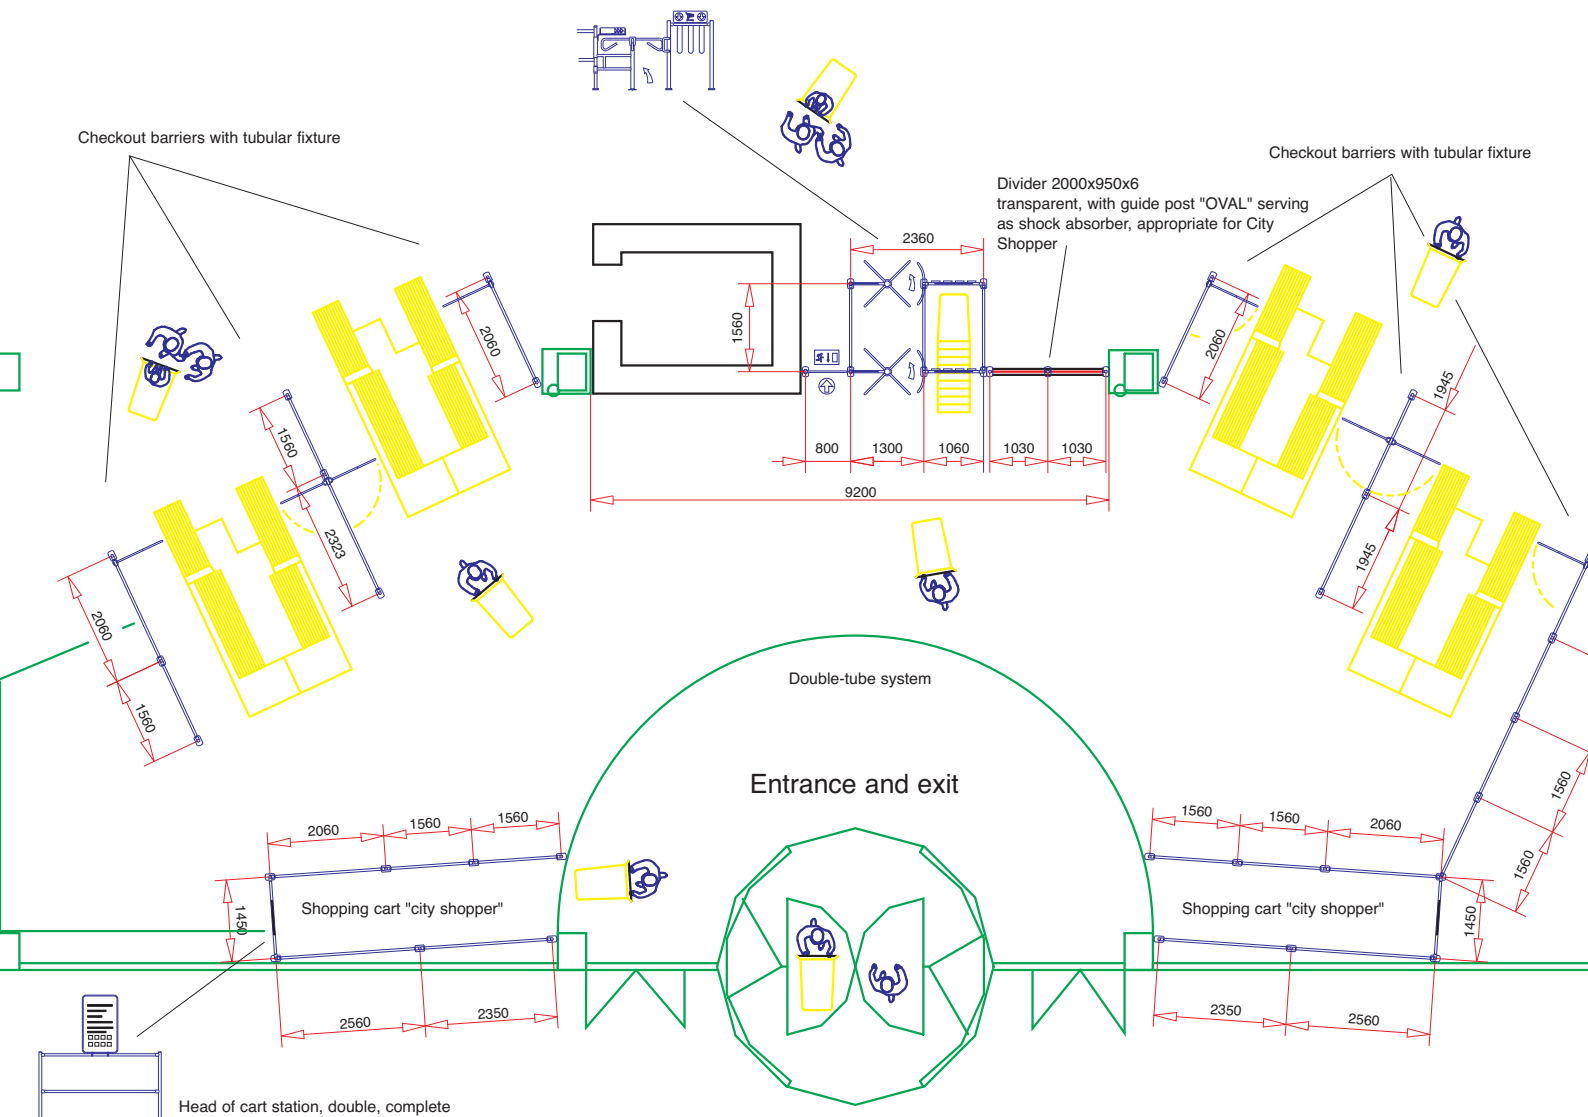 Checkout barriers with tubular fixture
Checkout barriers with tubular fixture
Divider 2000x950x6
transparent, with guide post "OVAL" serving
as shock absorber, appropriate for City
Shopper
2360
1560
2060
2060
1945
1560
800
1300
1060
1030
1030
9200
2323
1945
2060
1560
Double-tube system
Entrance and exit
1560
1560
2060
1560
1560
1560
1560
2060
1450
Shopping cart "city shopper"
Shopping cart "city shopper"
1450
2560
2350
2350
2560
Head of cart station, double, complete